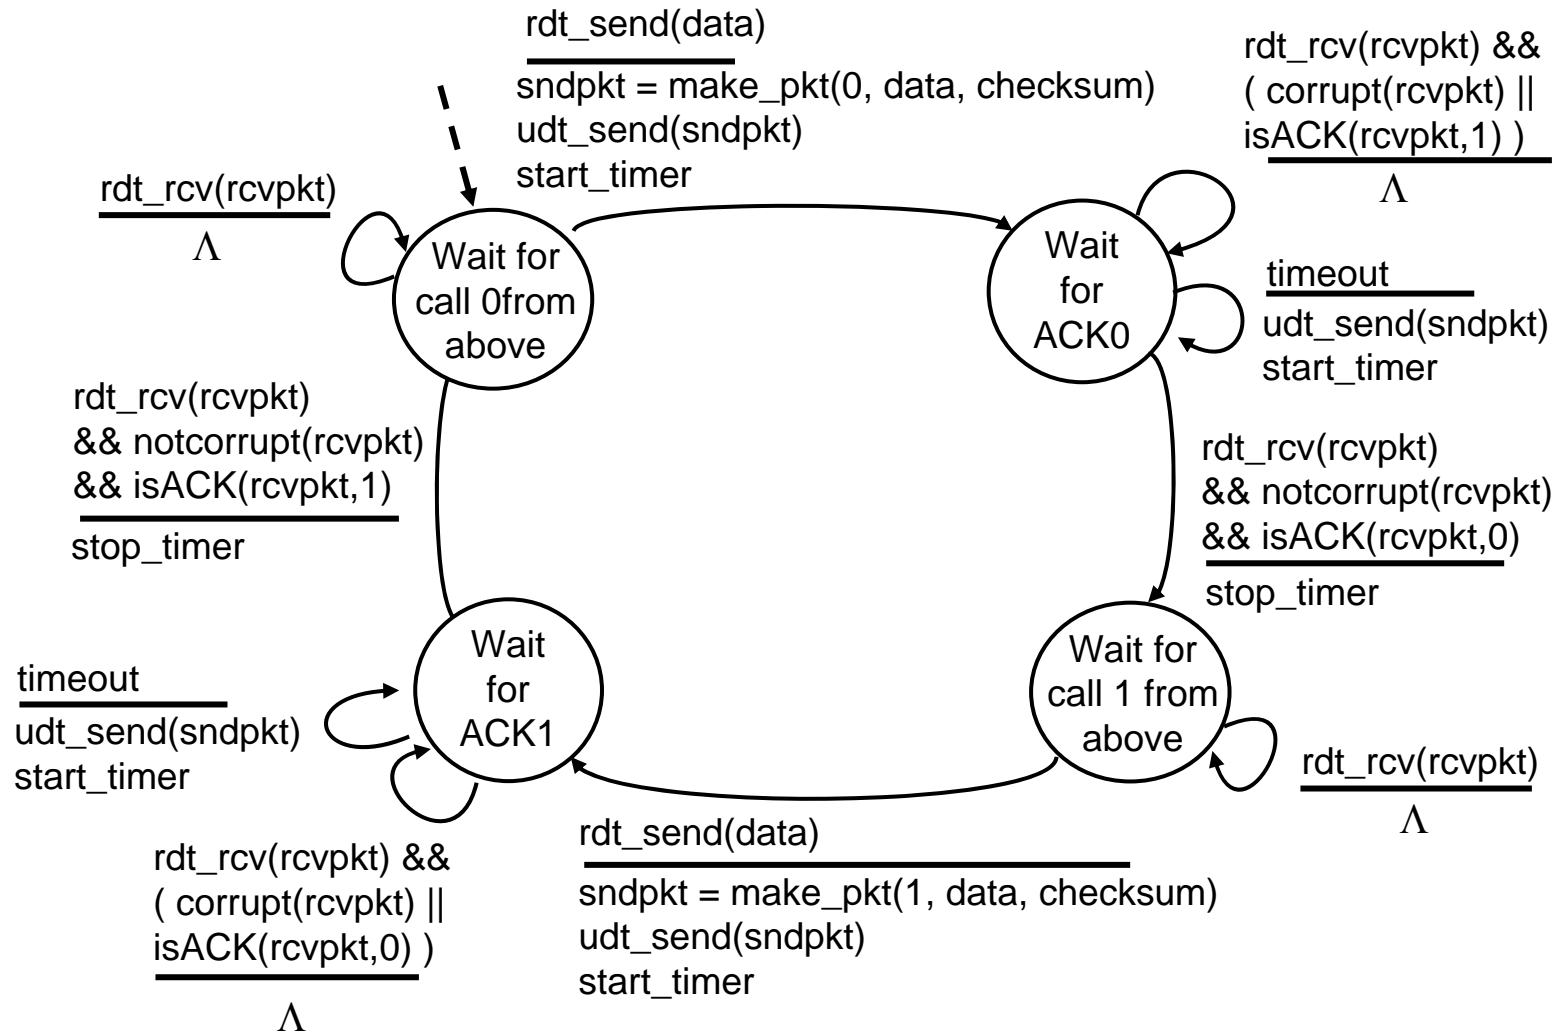 rdt_send(data)
sndpkt = make_pkt(0, data, checksum)
udt_send(sndpkt)
start_timer
rdt_rcv(rcvpkt) &&
( corrupt(rcvpkt) ||
isACK(rcvpkt,1) )
Λ
rdt_rcv(rcvpkt)
Λ
Wait for
call 0from
above
Wait
for
ACK0
timeout
udt_send(sndpkt)
start_timer
rdt_rcv(rcvpkt)
&& notcorrupt(rcvpkt)
&& isACK(rcvpkt,1)
stop_timer
rdt_rcv(rcvpkt)
&& notcorrupt(rcvpkt)
&& isACK(rcvpkt,0)
stop_timer
timeout
udt_send(sndpkt)
start_timer
Wait
for
ACK1
Wait for
call 1 from
above
rdt_rcv(rcvpkt)
Λ
rdt_rcv(rcvpkt) &&
( corrupt(rcvpkt) ||
isACK(rcvpkt,0) )
Λ
rdt_send(data)
sndpkt = make_pkt(1, data, checksum)
udt_send(sndpkt)
start_timer